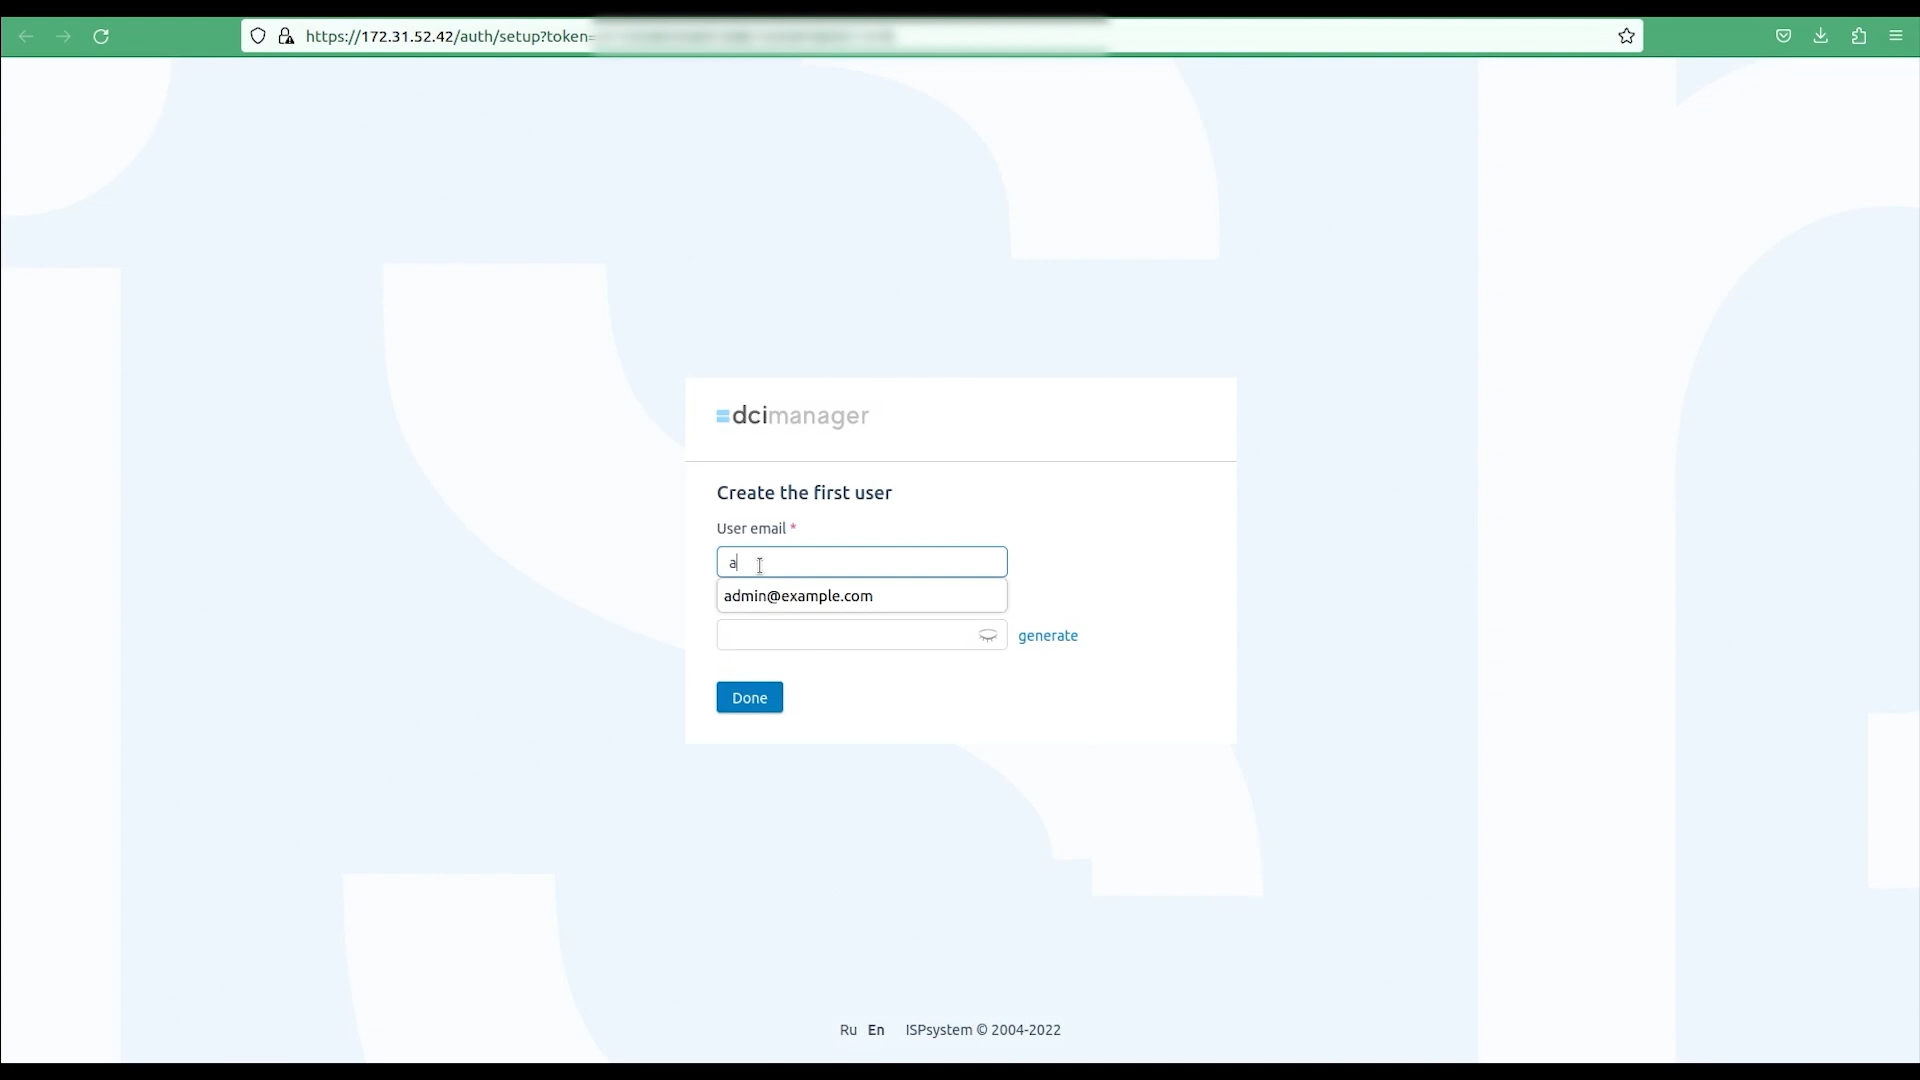 https://172.31.52.42/auth/setup?token=
dcimanager
Create the first user
User email *
a
admin@example.com
generate
Done
Ru En ISPsystem © 2004-2022